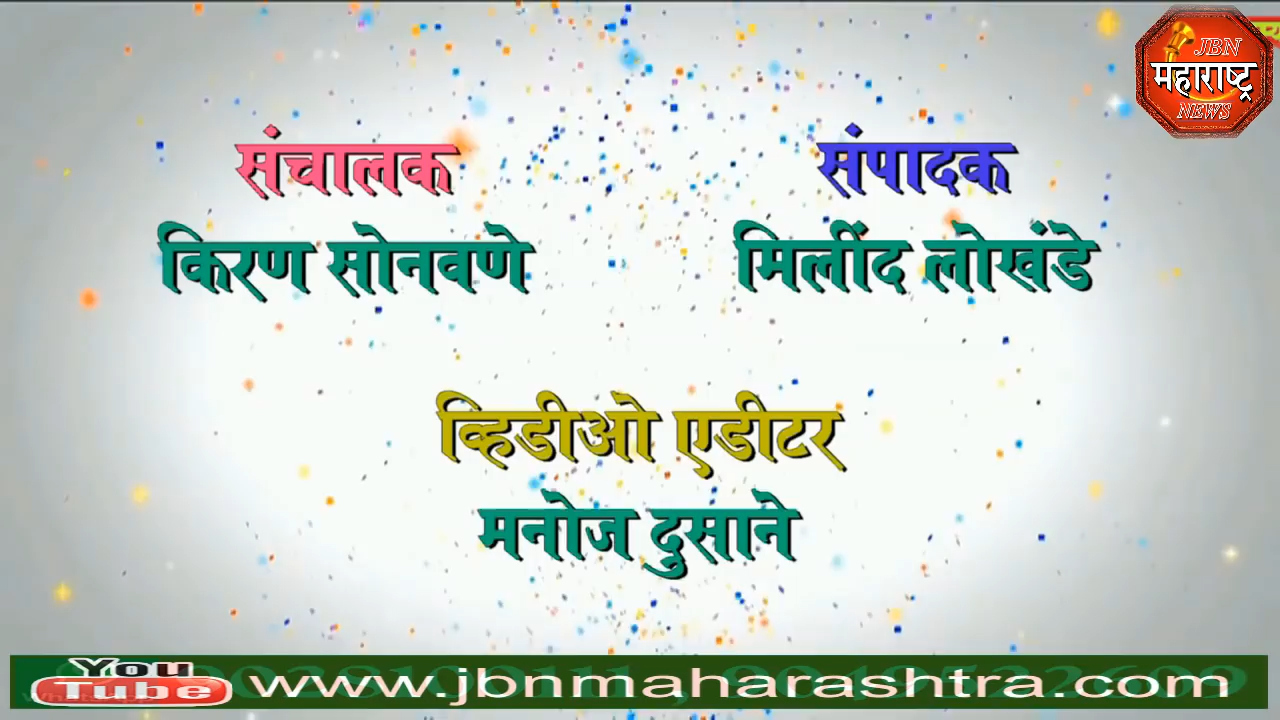 JBN
महाराष्ट्र
NEWS
संचालक
संपादक
किरण सोनवणे
मिलींद लोखंडे
व्हिडीओ एडीटर
मनोज दुसाने
You
Tube
www.jbnmaharashtra.com